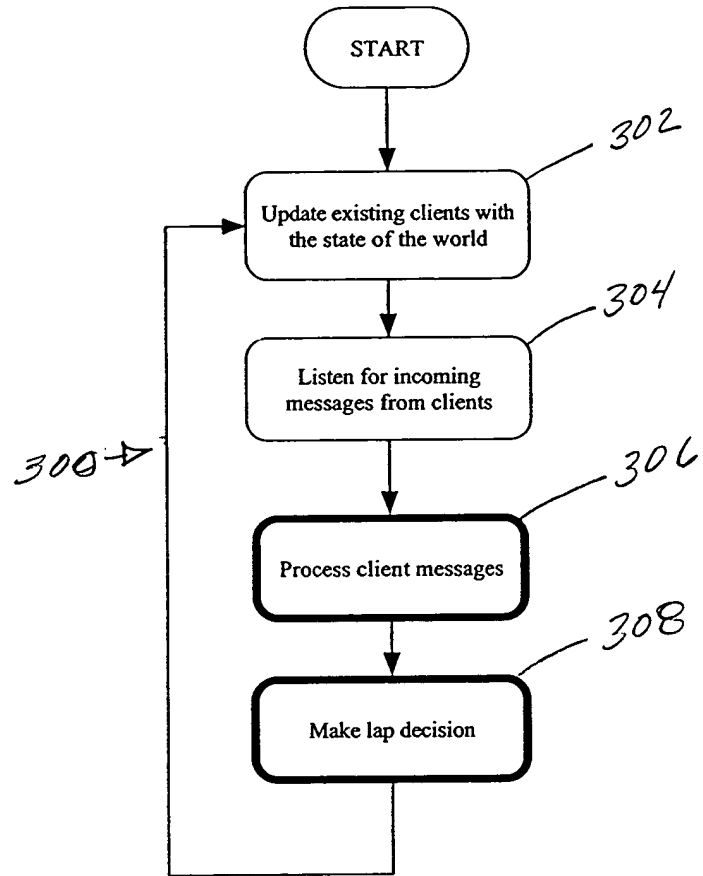 START
302
Update existing clients with
the state of the world
304
Listen for incoming
messages from clients
300
306
Process client messages
308
Make lap decision